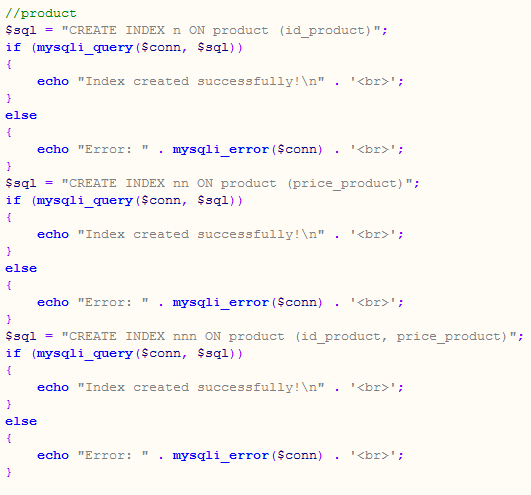 //product
$sql = "CREATE INDEX n ON product (id_product)";
if (mysqli_query($conn, $sql))
{
    echo "Index created successfully!\n" . '<br>';
}
else
{
    echo "Error: " . mysqli_error($conn) . '<br>';
}
$sql = "CREATE INDEX nn ON product (price_product)";
if (mysqli_query($conn, $sql))
{
    echo "Index created successfully!\n" . '<br>';
}
else
{
    echo "Error: " . mysqli_error($conn) . '<br>';
}
$sql = "CREATE INDEX nnn ON product (id_product, price_product)";
if (mysqli_query($conn, $sql))
{
    echo "Index created successfully!\n" . '<br>';
}
else
{
    echo "Error: " . mysqli_error($conn) . '<br>';
}